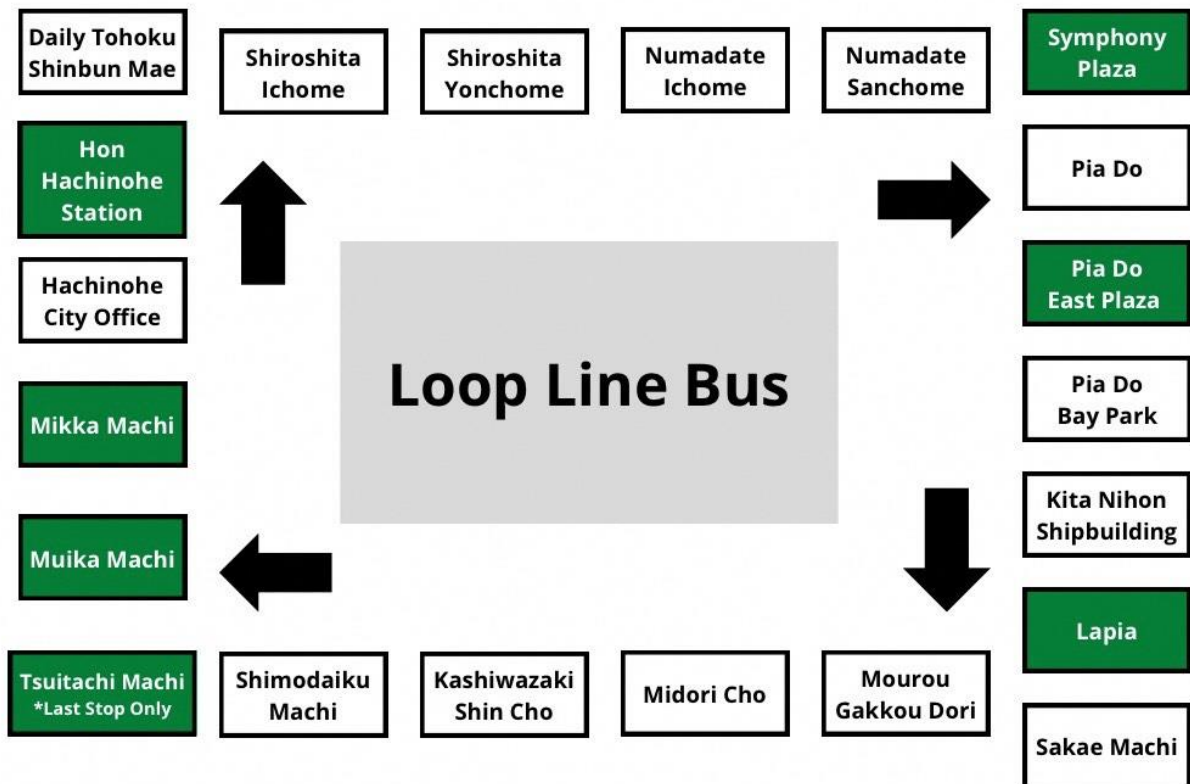 Daily Tohoku
Shinbun Mae
Shiroshita
Ichome
Shiroshita
Yonchome
Numadate
Ichome
Numadate
Sanchome
Symphony
Plaza
Hon
Hachinohe
Station
Pia Do
Hachinohe
City Office
Pia Do
East Plaza
Loop Line Bus
Mikka Machi
Pia Do
Bay Park
Muika Machi
Kita Nihon
Shipbuilding
Lapia
Tsuitachi Machi
*Last Stop Only
Shimodaiku
Machi
Kashiwazaki
Shin Cho
Midori Cho
Mourou
Gakkou Dori
Sakae Machi